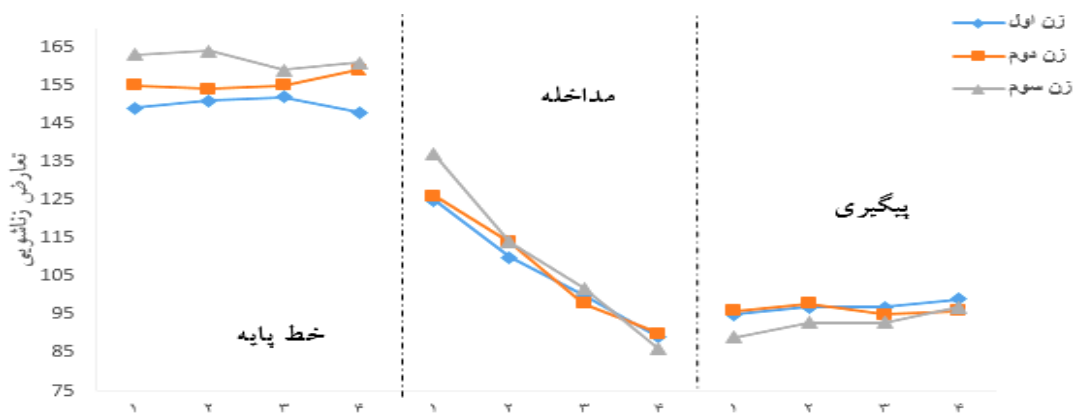 زن اول
زن دوم
زن سوم
تعارض زناشویی
165
155
145
135
125
115
105
95
85
75
خط پایه
مداخله
پیگیری
۱ ۲ ۳ ۴ ۱ ۲ ۳ ۴ ۱ ۲ ۳ ۴